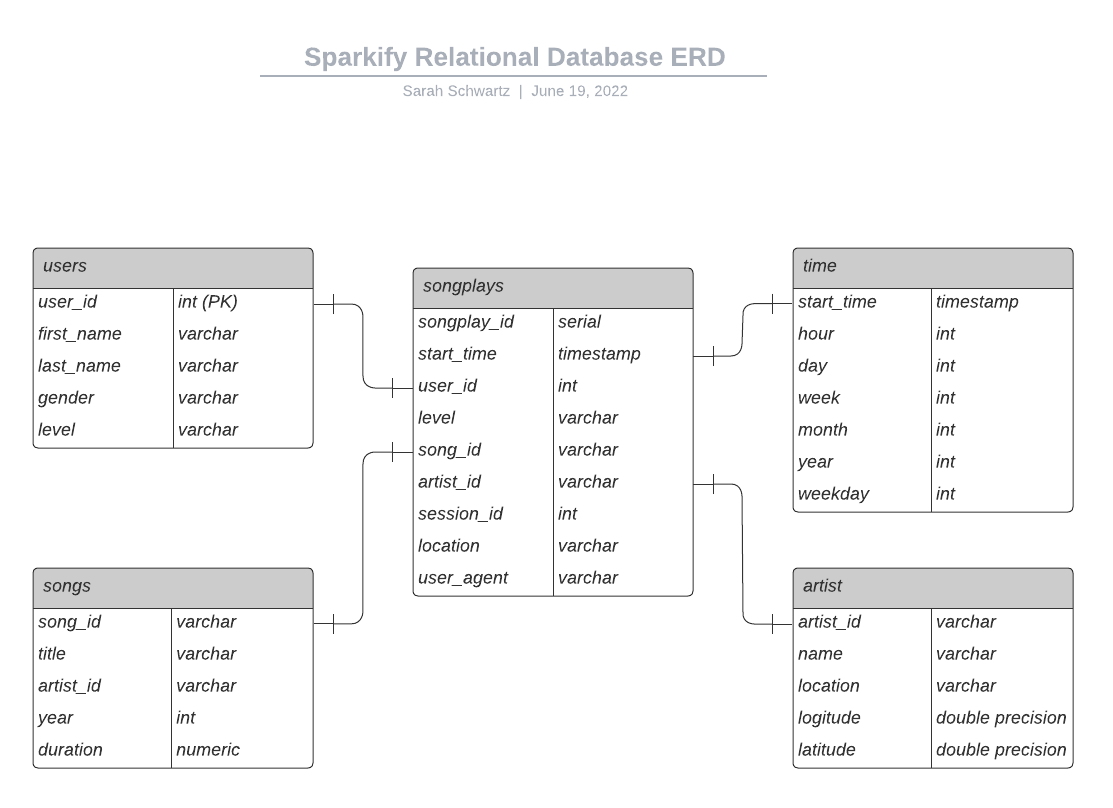 Sparkify Relational Database ERD
Sarah Schwartz | June 19, 2022
users
user_id int (PK)
first_name varchar
last_name varchar
gender varchar
level varchar
songplays
songplay_id serial
start_time timestamp
user_id int
level varchar
song_id varchar
artist_id varchar
session_id int
location varchar
user_agent varchar
time
start_time timestamp
hour int
day int
week int
month int
year int
weekday int
songs
song_id varchar
title varchar
artist_id varchar
year int
duration numeric
artist
artist_id varchar
name varchar
location varchar
logitude double precision
latitude double precision